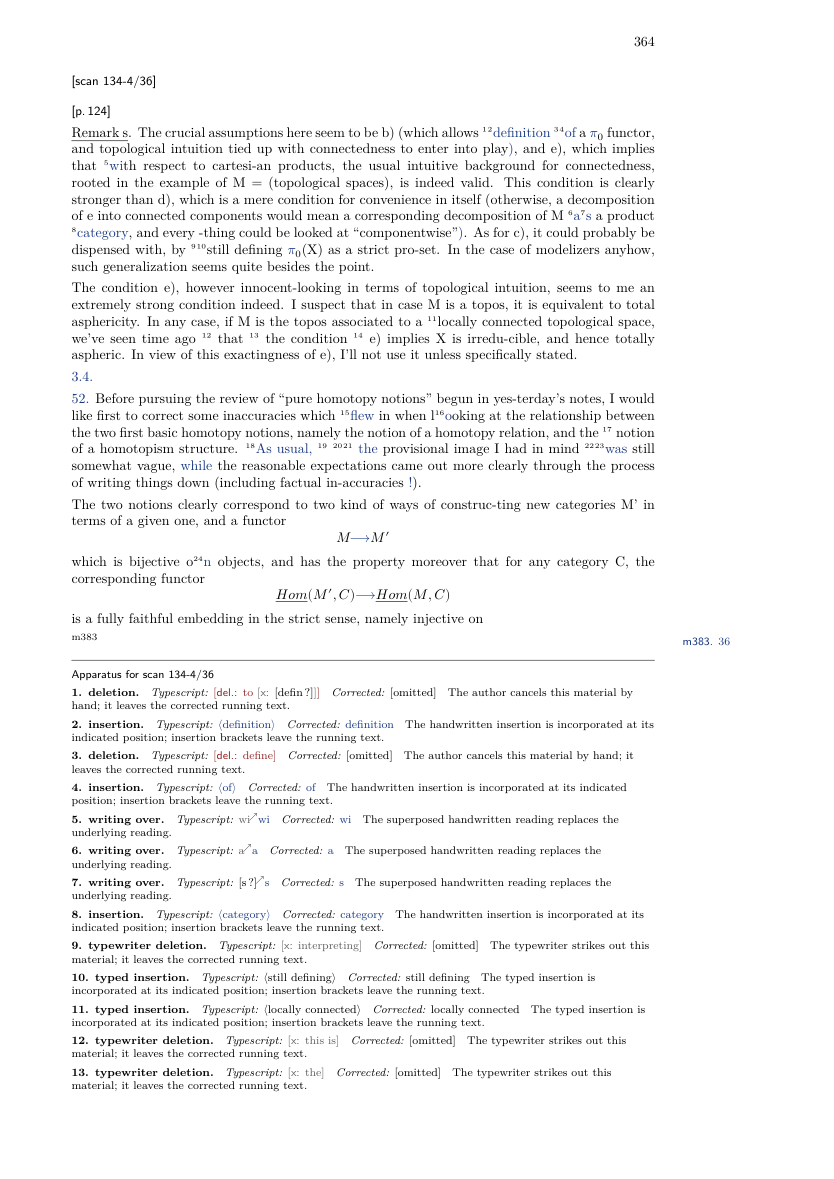 364
[scan 134-4/36]
[p. 124]
Remark s. The crucial assumptions here seem to be b) (which allows ¹²definition ³⁴of a π₀ functor,
and topological intuition tied up with connectedness to enter into play), and e), which implies
that ⁵with respect to cartesi-an products, the usual intuitive background for connectedness,
rooted in the example of M = (topological spaces), is indeed valid. This condition is clearly
stronger than d), which is a mere condition for convenience in itself (otherwise, a decomposition
of e into connected components would mean a corresponding decomposition of M ⁶a⁷s a product
⁸category, and every -thing could be looked at “componentwise”). As for c), it could probably be
dispensed with, by ⁹¹⁰still defining π₀(X) as a strict pro-set. In the case of modelizers anyhow,
such generalization seems quite besides the point.
The condition e), however innocent-looking in terms of topological intuition, seems to me an
extremely strong condition indeed. I suspect that in case M is a topos, it is equivalent to total
asphericity. In any case, if M is the topos associated to a ¹¹locally connected topological space,
we’ve seen time ago ¹² that ¹³ the condition ¹⁴ e) implies X is irredu-cible, and hence totally
aspheric. In view of this exactingness of e), I’ll not use it unless specifically stated.
3.4.
52. Before pursuing the review of “pure homotopy notions” begun in yes-terday’s notes, I would
like first to correct some inaccuracies which ¹⁵flew in when l¹⁶ooking at the relationship between
the two first basic homotopy notions, namely the notion of a homotopy relation, and the ¹⁷ notion
of a homotopism structure. ¹⁸As usual, ¹⁹ ²⁰²¹ the provisional image I had in mind ²²²³was still
somewhat vague, while the reasonable expectations came out more clearly through the process
of writing things down (including factual in-accuracies !).
The two notions clearly correspond to two kind of ways of construc-ting new categories M’ in
terms of a given one, and a functor
M⟶M′
which is bijective o²⁴n objects, and has the property moreover that for any category C, the
corresponding functor
Hom(M′, C)⟶Hom(M, C)
is a fully faithful embedding in the strict sense, namely injective on
m383
m383. 36
Apparatus for scan 134-4/36
1. deletion. Typescript: [del.: to [x: [defin ?]]] Corrected: [omitted] The author cancels this material by
hand; it leaves the corrected running text.
2. insertion. Typescript: ⟨definition⟩ Corrected: definition The handwritten insertion is incorporated at its
indicated position; insertion brackets leave the running text.
3. deletion. Typescript: [del.: define] Corrected: [omitted] The author cancels this material by hand; it
leaves the corrected running text.
4. insertion. Typescript: ⟨of⟩ Corrected: of The handwritten insertion is incorporated at its indicated
position; insertion brackets leave the running text.
5. writing over. Typescript: wi↗wi Corrected: wi The superposed handwritten reading replaces the
underlying reading.
6. writing over. Typescript: a↗a Corrected: a The superposed handwritten reading replaces the
underlying reading.
7. writing over. Typescript: [s ?]↗s Corrected: s The superposed handwritten reading replaces the
underlying reading.
8. insertion. Typescript: ⟨category⟩ Corrected: category The handwritten insertion is incorporated at its
indicated position; insertion brackets leave the running text.
9. typewriter deletion. Typescript: [x: interpreting] Corrected: [omitted] The typewriter strikes out this
material; it leaves the corrected running text.
10. typed insertion. Typescript: ⟨still defining⟩ Corrected: still defining The typed insertion is
incorporated at its indicated position; insertion brackets leave the running text.
11. typed insertion. Typescript: ⟨locally connected⟩ Corrected: locally connected The typed insertion is
incorporated at its indicated position; insertion brackets leave the running text.
12. typewriter deletion. Typescript: [x: this is] Corrected: [omitted] The typewriter strikes out this
material; it leaves the corrected running text.
13. typewriter deletion. Typescript: [x: the] Corrected: [omitted] The typewriter strikes out this
material; it leaves the corrected running text.